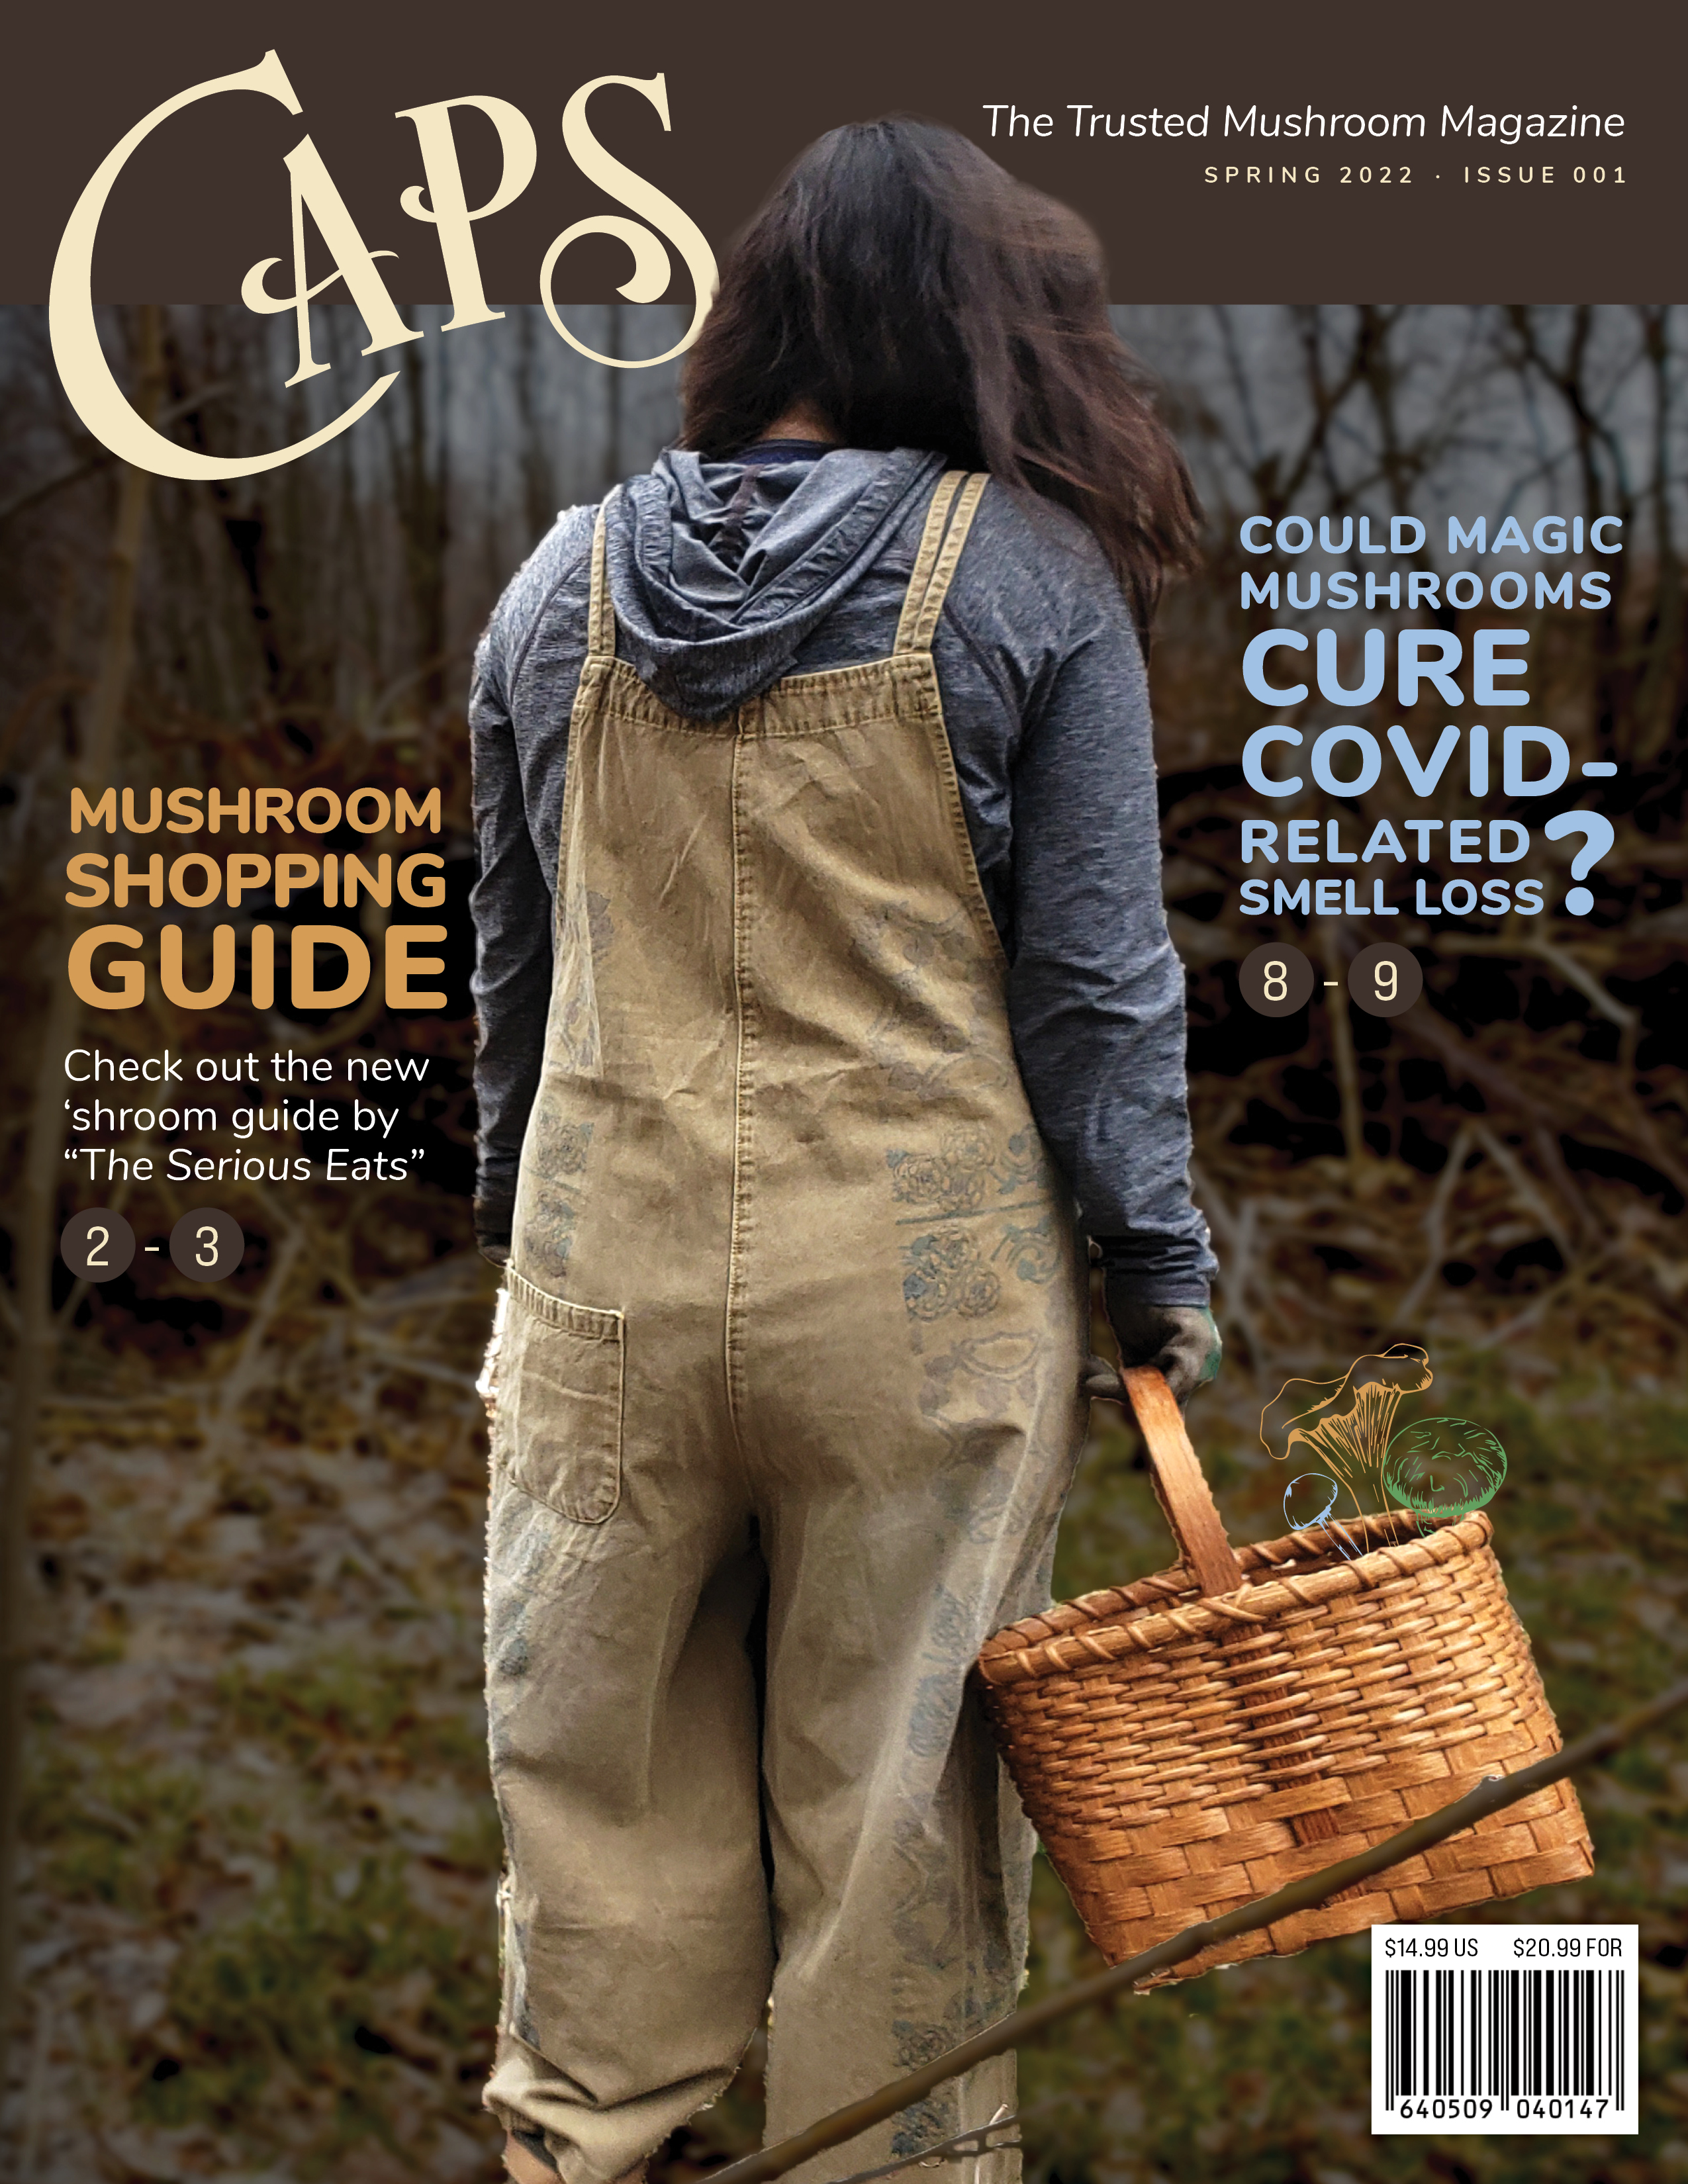 CAPS
The Trusted Mushroom Magazine
SPRING 2022 · ISSUE 001
COULD MAGIC
MUSHROOMS
CURE
COVID-
RELATED
SMELL LOSS?
8 - 9
MUSHROOM
SHOPPING
GUIDE
Check out the new
‘shroom guide by
“The Serious Eats”
2 - 3
$14.99 US $20.99 FOR
640509 040147